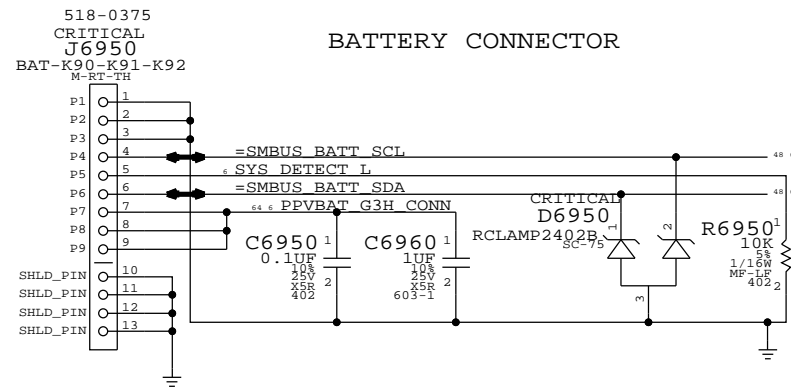 518-0375
CRITICAL
J6950
BAT-K90-K91-K92
M-RT-TH
BATTERY CONNECTOR
P1 1
P2 2
P3 3
P4 4 =SMBUS_BATT_SCL 48
P5 5 6 SYS_DETECT_L
P6 6 =SMBUS_BATT_SDA 48
P7 7 64 6 PPVBAT_G3H_CONN
P8 8
P9 9
SHLD_PIN 10
SHLD_PIN 11
SHLD_PIN 12
SHLD_PIN 13
C6950 1
0.1UF
10%
25V
X5R 2
402
C6960 1
1UF
10%
25V
X5R 2
603-1
CRITICAL
D6950
RCLAMP2402B
SC-75
1
2
3
R6950 1
10K
5%
1/16W
MF-LF
402 2